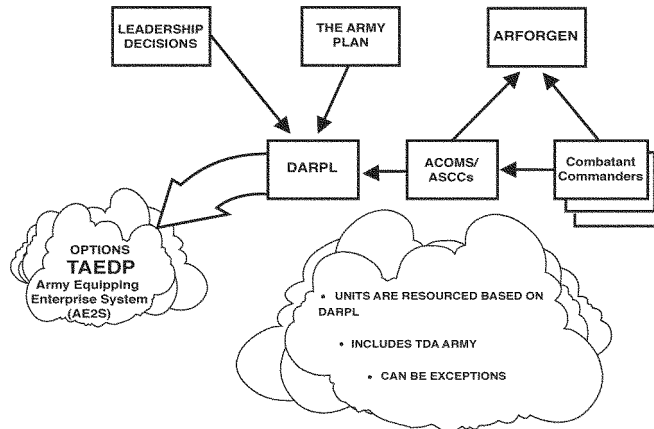 LEADERSHIP
DECISIONS
THE ARMY
PLAN
ARFORGEN
DARPL
ACOMS/
ASCCs
Combatant
Commanders
OPTIONS
TAEDP
Army Equipping
Enterprise System
(AE2S)
• UNITS ARE RESOURCED BASED ON
DARPL
• INCLUDES TDA ARMY
• CAN BE EXCEPTIONS